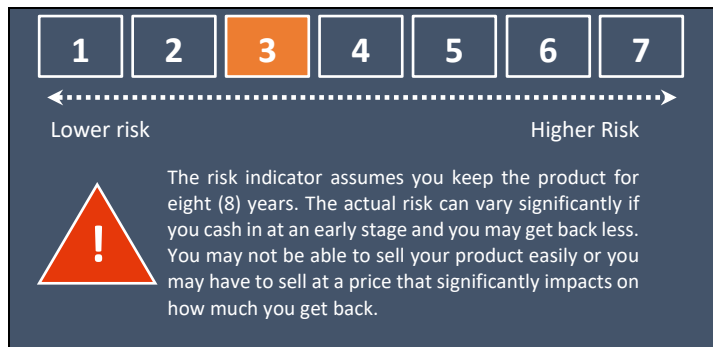 1 2 3 4 5 6 7
Lower risk Higher Risk
The risk indicator assumes you keep the product for
eight (8) years. The actual risk can vary significantly if
you cash in at an early stage and you may get back less.
You may not be able to sell your product easily or you
may have to sell at a price that significantly impacts on
how much you get back.
!